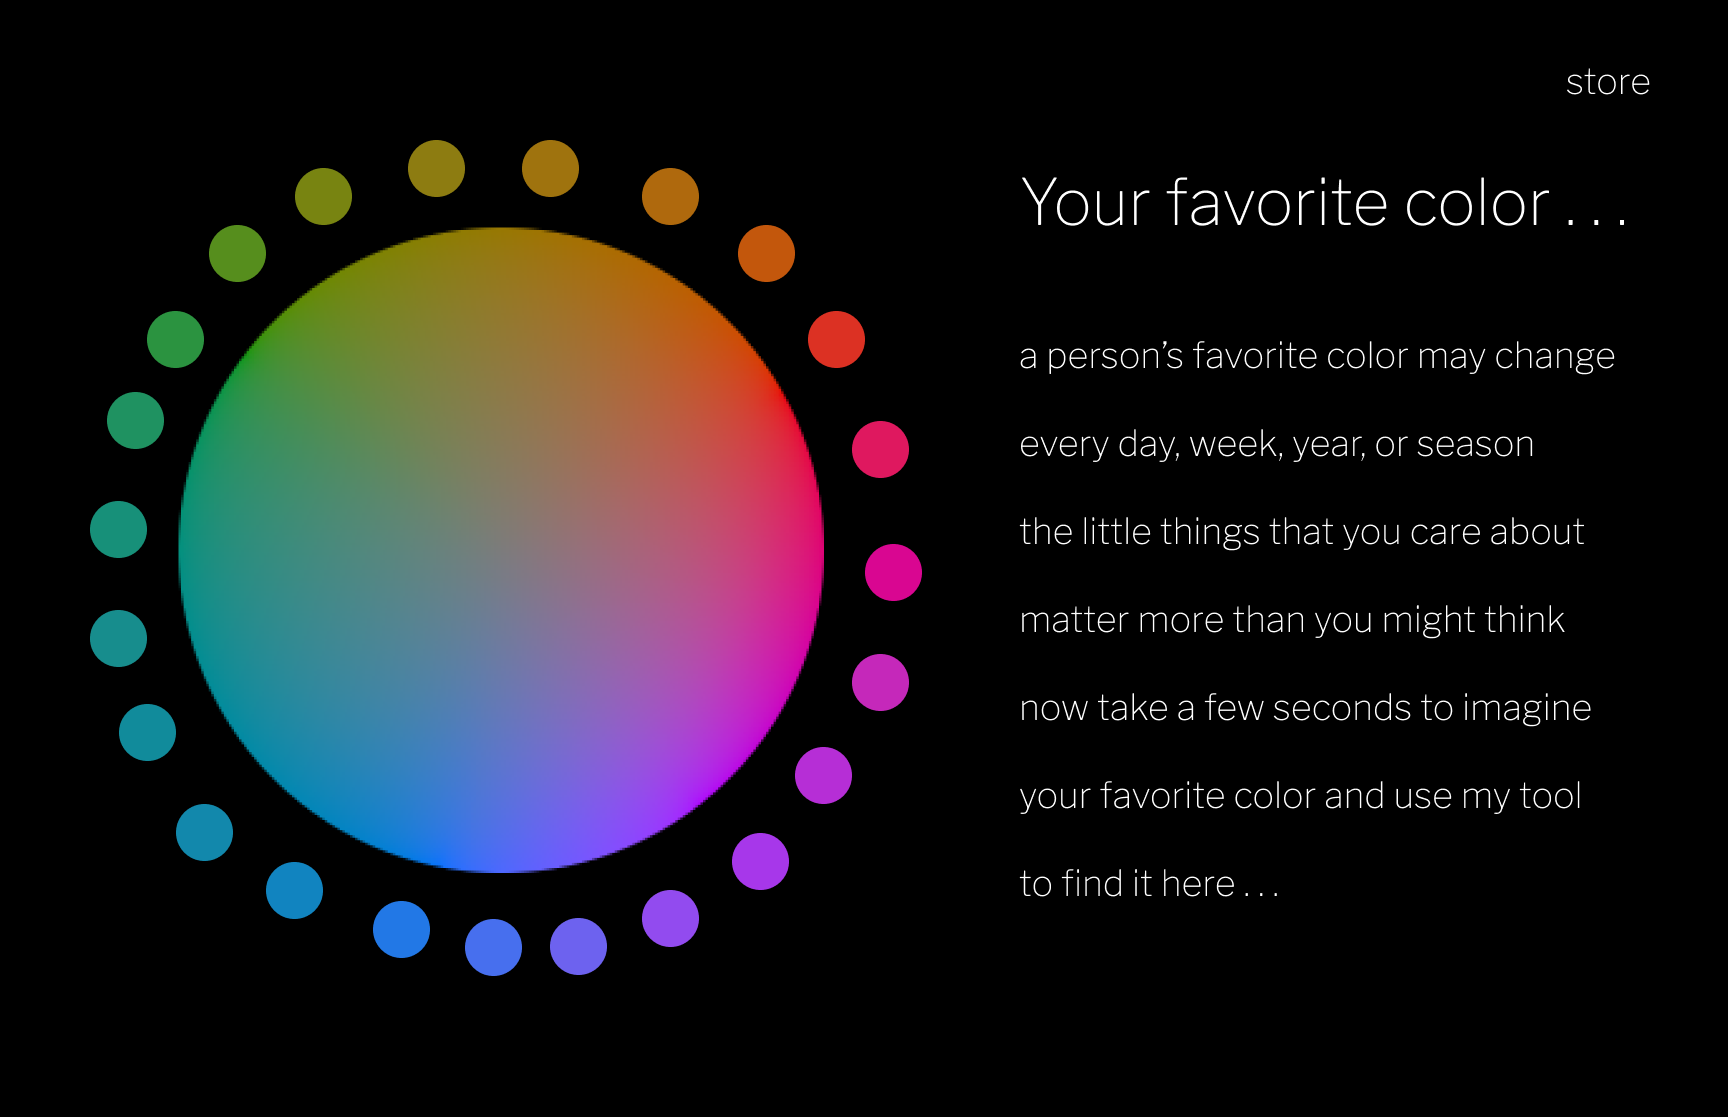 store
Your favorite color . . .
a person’s favorite color may change
every day, week, year, or season
the little things that you care about
matter more than you might think
now take a few seconds to imagine
your favorite color and use my tool
to find it here . . .